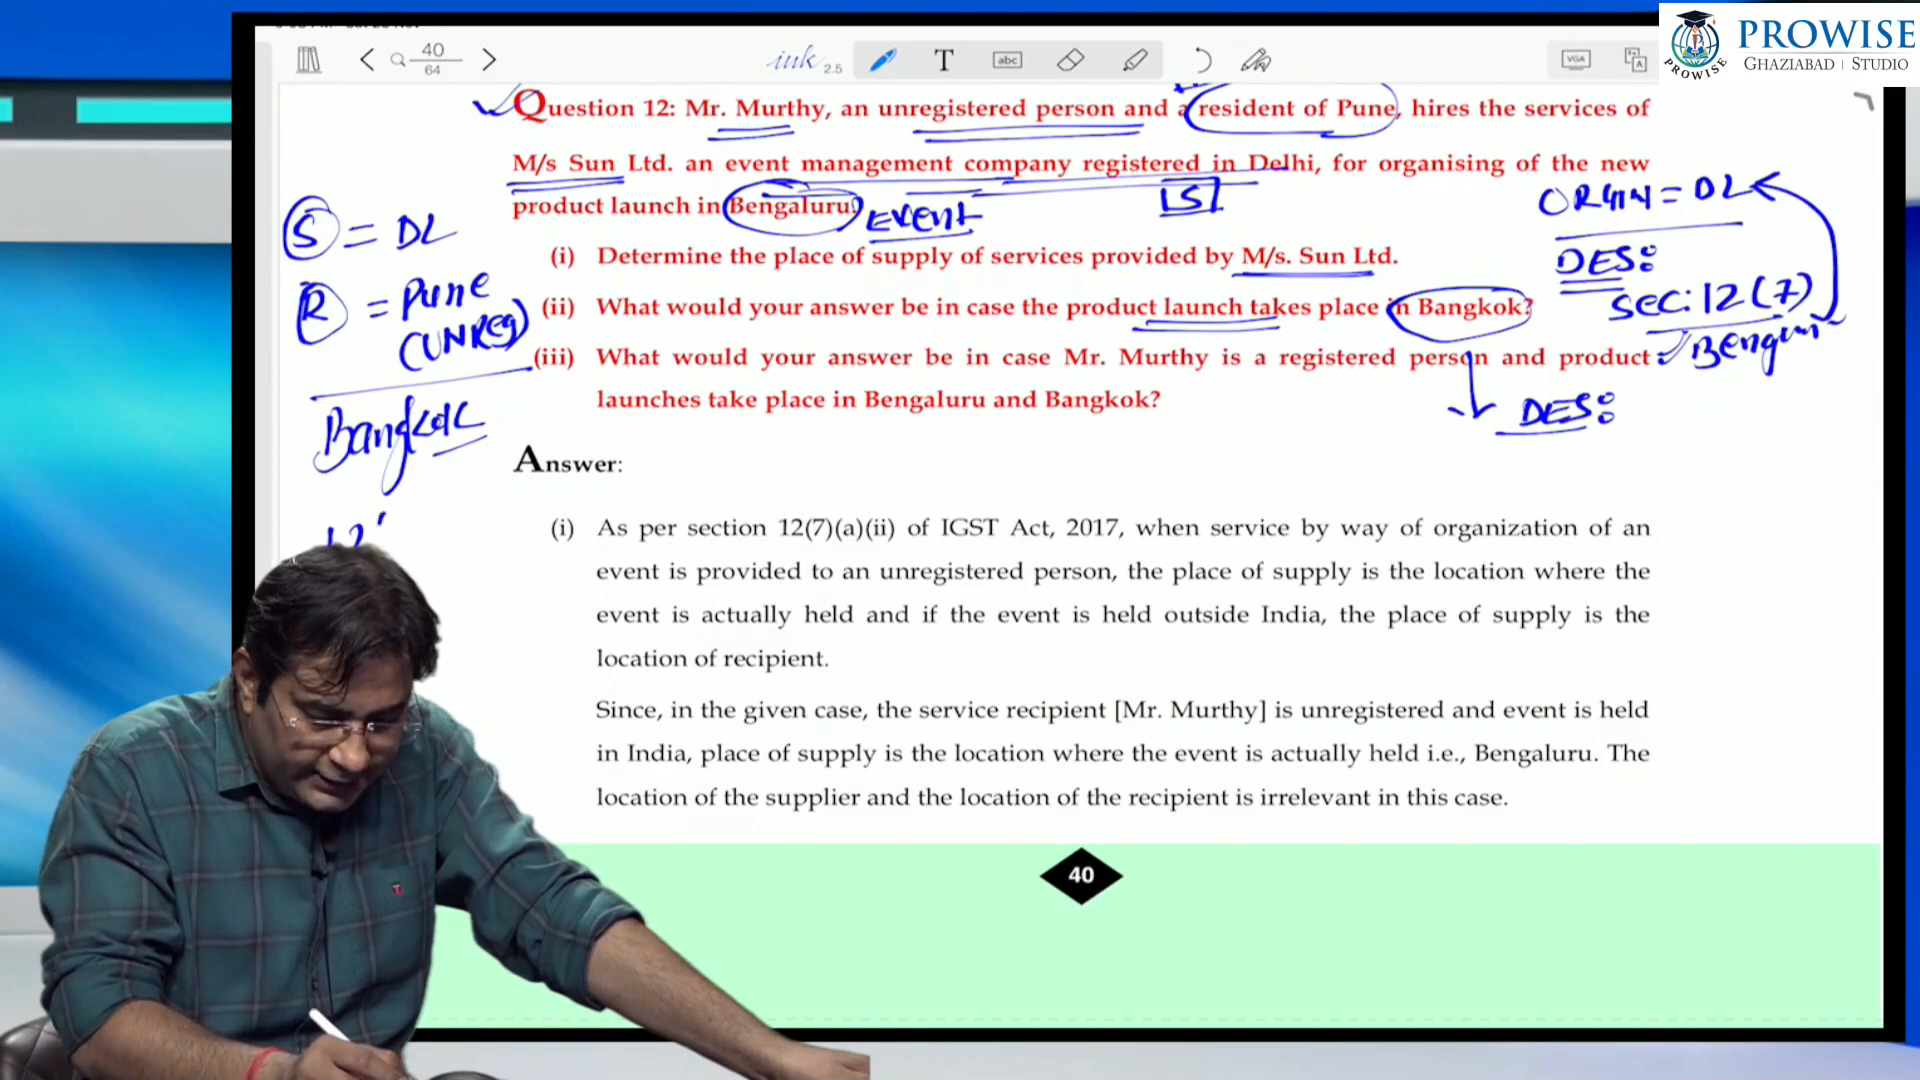 PROWISE
GHAZIABAD | STUDIO
PROWISE
40
64
ink 2.5
T
abc
VGA
A
Question 12: Mr. Murthy, an unregistered person and a resident of Pune, hires the services of
M/s Sun Ltd. an event management company registered in Delhi, for organising of the new
product launch in Bengaluru.
EVENT
LS
ORGIN = DL
DES:
SEC: 12(7)
S = DL
R = Pune
(UNReg)
Bangkok
12'
(i) Determine the place of supply of services provided by M/s. Sun Ltd.
(ii) What would your answer be in case the product launch takes place in Bangkok?
(iii) What would your answer be in case Mr. Murthy is a registered person and product
launches take place in Bengaluru and Bangkok?
DES:
Answer:
(i) As per section 12(7)(a)(ii) of IGST Act, 2017, when service by way of organization of an
event is provided to an unregistered person, the place of supply is the location where the
event is actually held and if the event is held outside India, the place of supply is the
location of recipient.
Since, in the given case, the service recipient [Mr. Murthy] is unregistered and event is held
in India, place of supply is the location where the event is actually held i.e., Bengaluru. The
location of the supplier and the location of the recipient is irrelevant in this case.
40